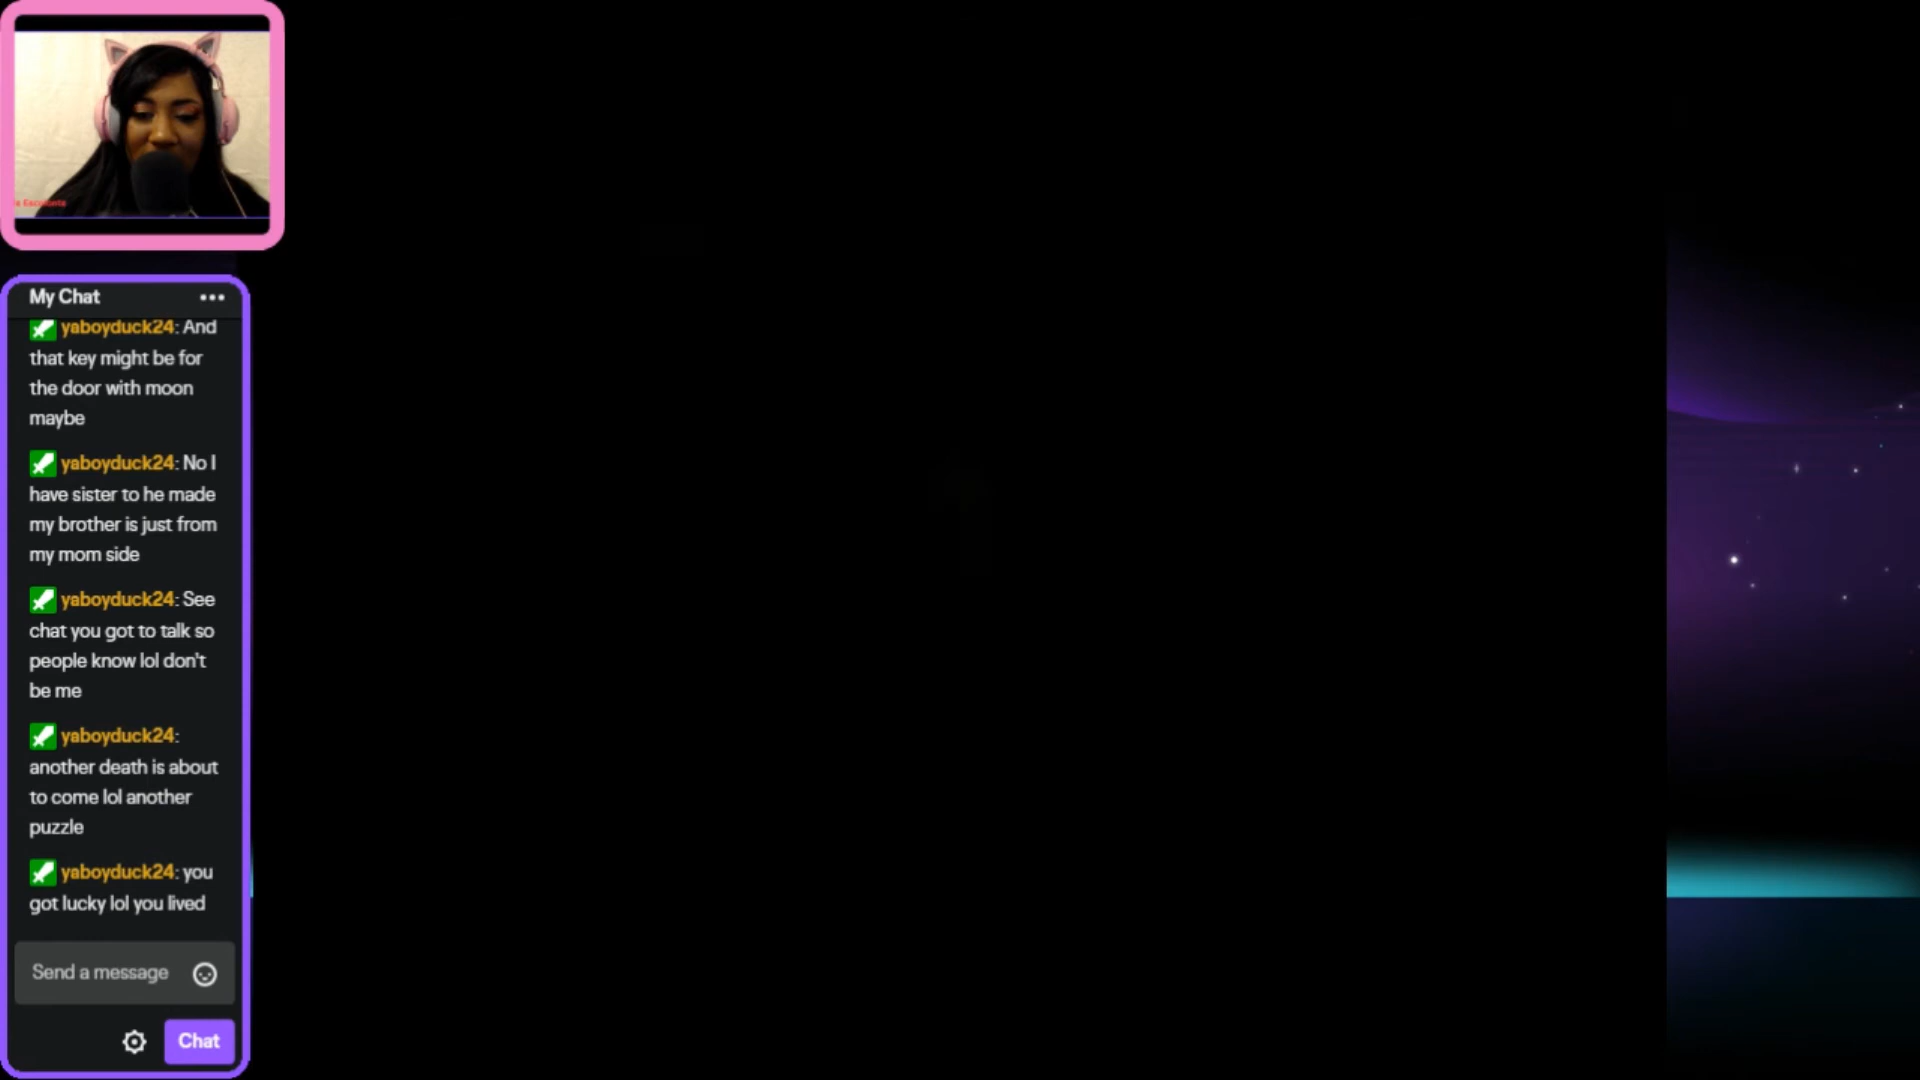 My Chat
yaboyduck24: And
that key might be for
the door with moon
maybe
yaboyduck24: No I
have sister to he made
my brother is just from
my mom side
yaboyduck24: See
chat you got to talk so
people know lol don't
be me
yaboyduck24:
another death is about
to come lol another
puzzle
yaboyduck24: you
got lucky lol you lived
Send a message
Chat